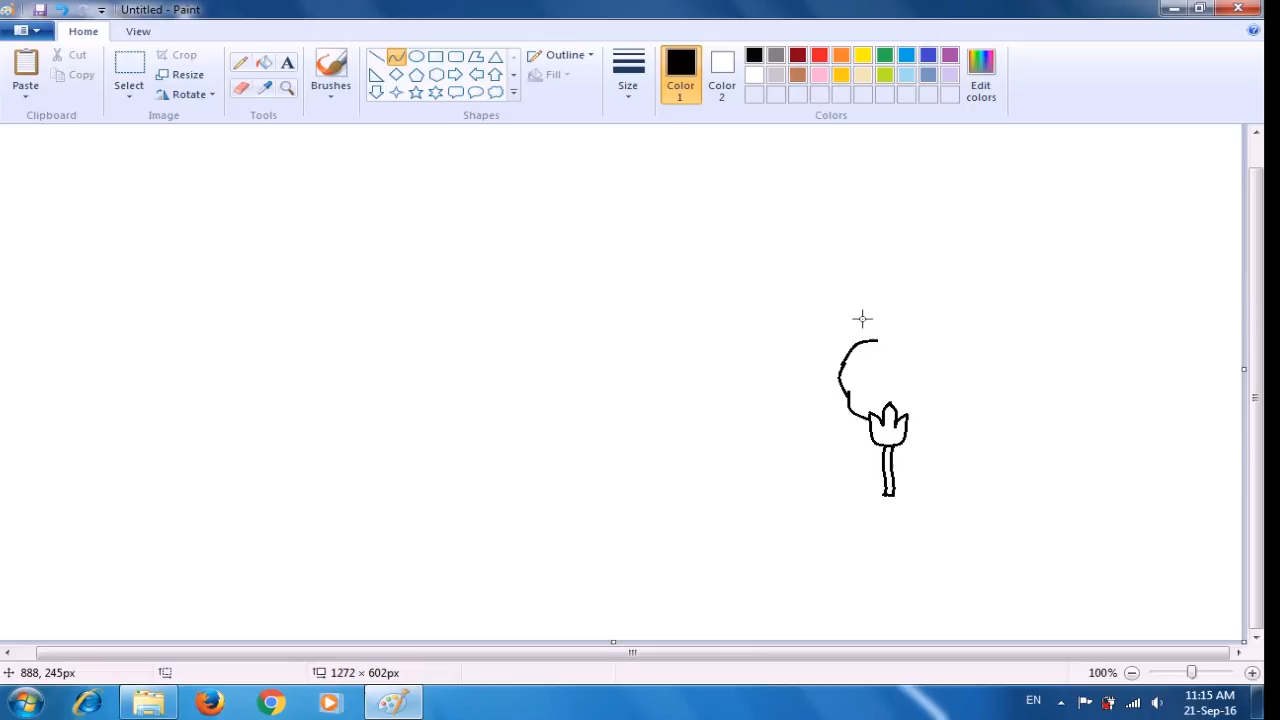 Untitled - Paint
Home View
Paste
Cut
Copy
Clipboard
Select
Crop
Resize
Rotate
Image
A
Tools
Brushes
Outline
Fill
Shapes
Size
Color 1
Color 2
Edit colors
Colors
888, 245px
1272 × 602px
100%
EN
11:15 AM
21-Sep-16